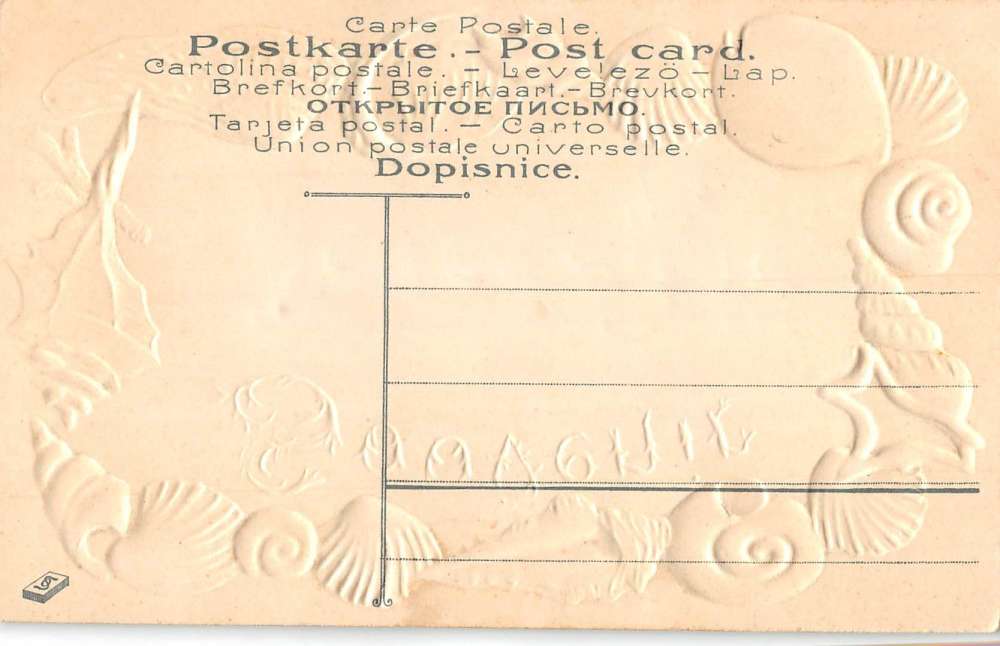 Carte Postale.
Postkarte. - Post card.
Cartolina postale. - Levelezö - Lap.
Brefkort. - Briefkaart. - Brevkort.
ОТКРЫТОЕ ПИСЬМО.
Tarjeta postal. - Carto postal.
Union postale universelle.
Dopisnice.